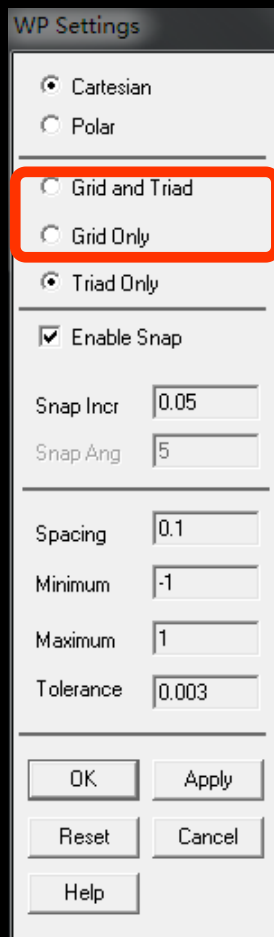 WP Settings
Cartesian
Polar
Grid and Triad
Grid Only
Triad Only
Enable Snap
Snap Incr 0.05
Snap Ang 5
Spacing 0.1
Minimum -1
Maximum 1
Tolerance 0.003
OK Apply
Reset Cancel
Help